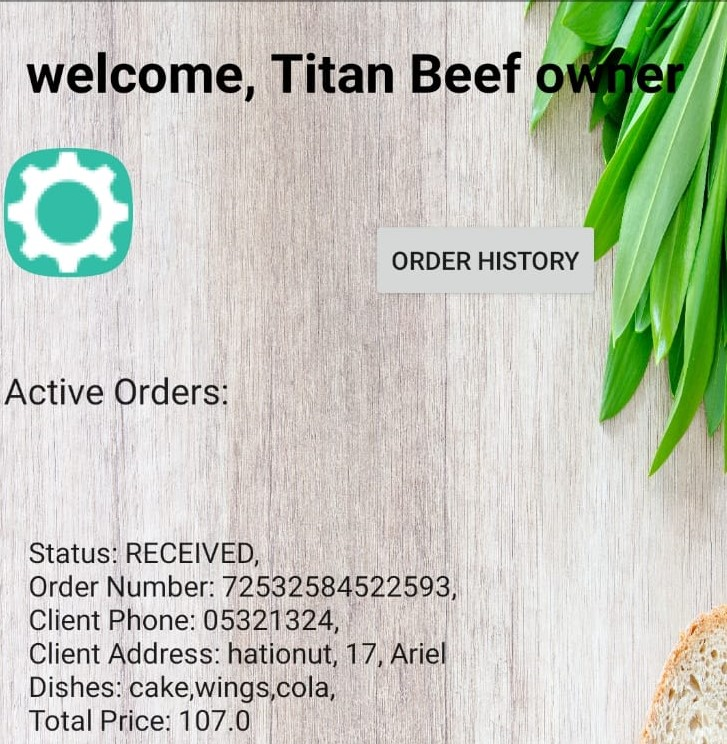 welcome, Titan Beef owner
ORDER HISTORY
Active Orders:
Status: RECEIVED,
Order Number: 72532584522593,
Client Phone: 05321324,
Client Address: hationut, 17, Ariel
Dishes: cake,wings,cola,
Total Price: 107.0